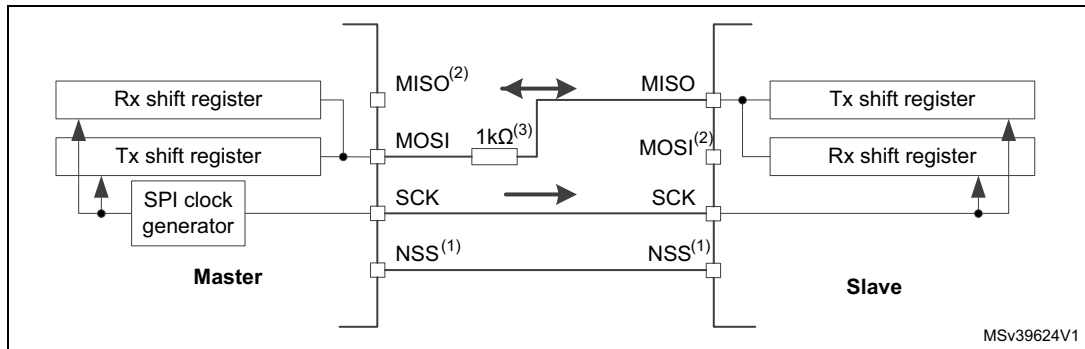 Rx shift register
Tx shift register
SPI clock
generator
Master
MISO(2)
MOSI
1kΩ(3)
SCK
NSS(1)
MISO
MOSI(2)
SCK
NSS(1)
Tx shift register
Rx shift register
Slave
MSv39624V1